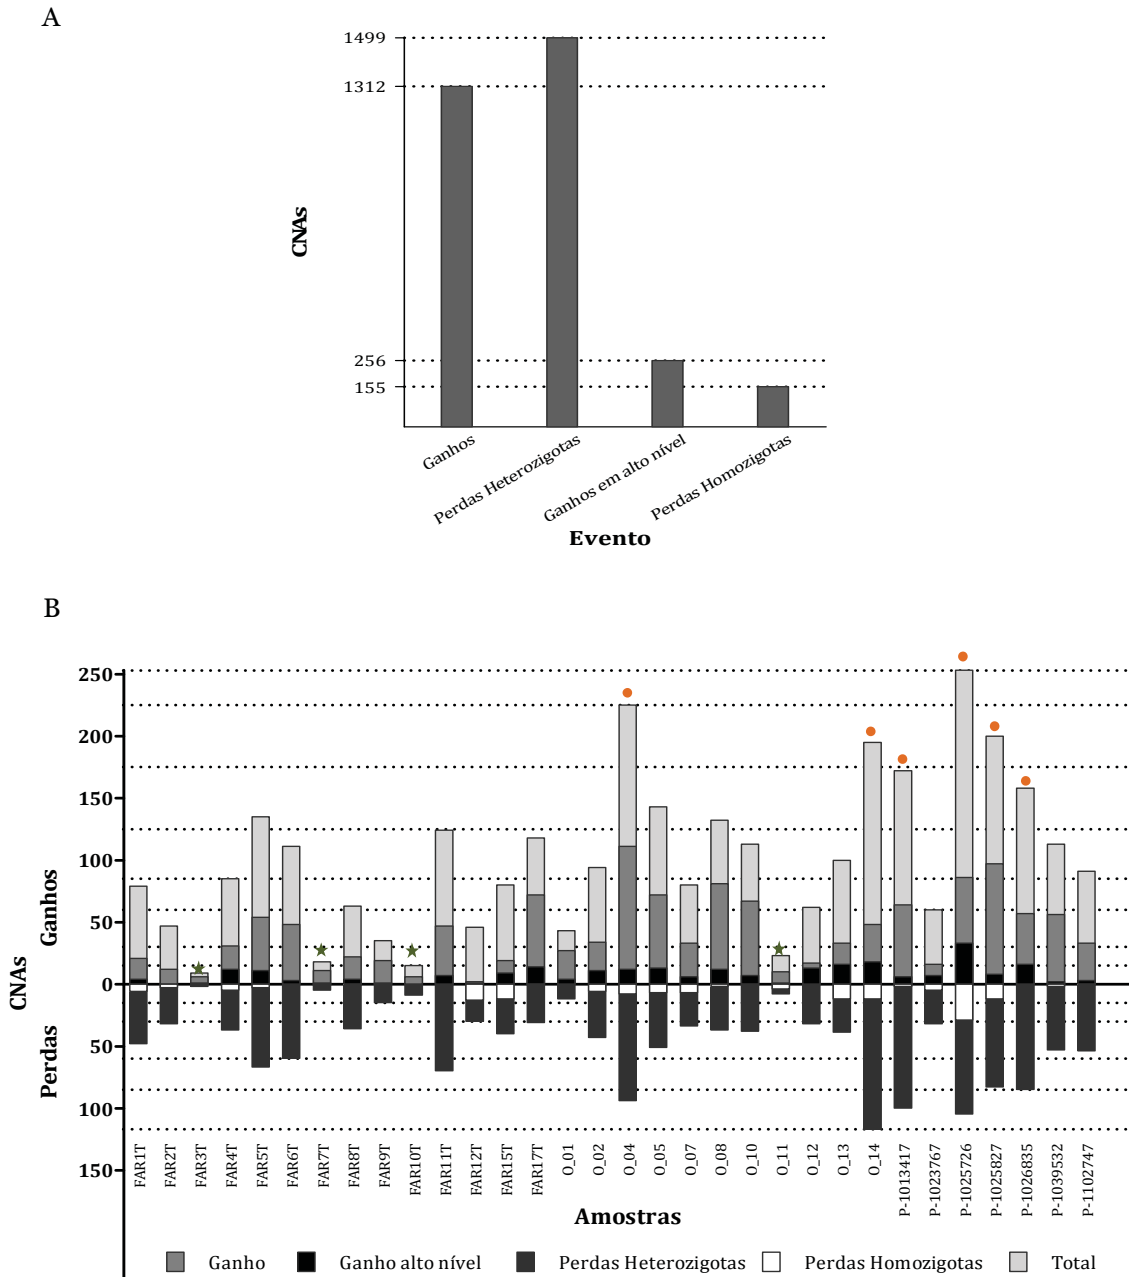 A
1499
1312
CNAs
256
155
Ganhos
Perdas Heterozigotas
Ganhos em alto nível
Perdas Homozigotas
Evento
B
250
200
150
100
50
0
50
100
150
CNAs
Ganhos
Perdas
FAR1T
FAR2T
FAR3T
FAR4T
FAR5T
FAR6T
FAR7T
FAR8T
FAR9T
FAR10T
FAR11T
FAR12T
FAR15T
FAR17T
O_01
O_02
O_04
O_05
O_07
O_08
O_10
O_11
O_12
O_13
O_14
P-1013417
P-1023767
P-1025726
P-1025827
P-1026835
P-1039532
P-1102747
Amostras
Ganho Ganho alto nível Perdas Heterozigotas Perdas Homozigotas Total